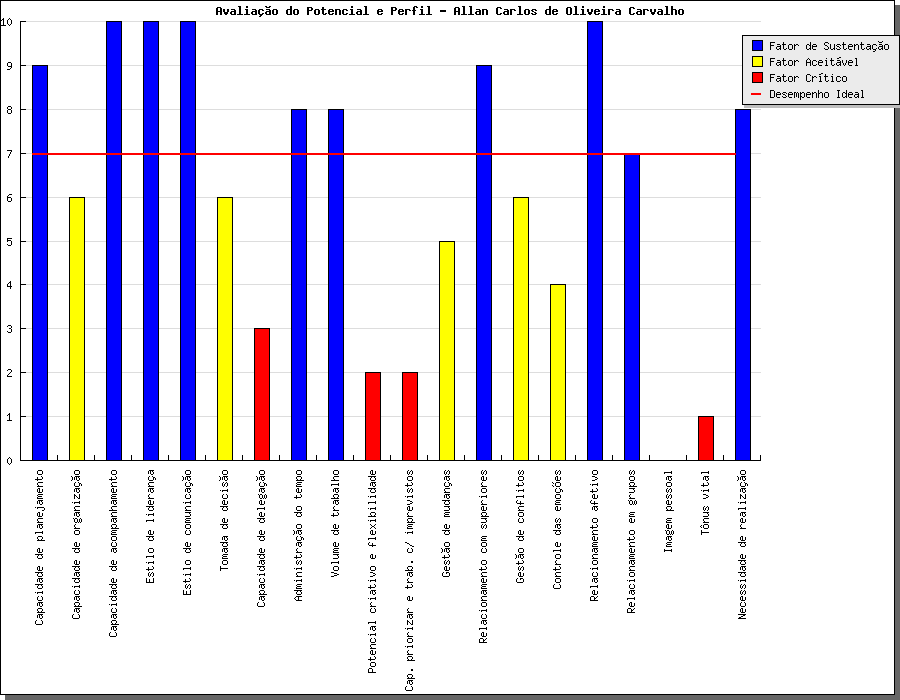 Avaliação do Potencial e Perfil - Allan Carlos de Oliveira Carvalho
Fator de Sustentação
Fator Aceitável
Fator Crítico
Desempenho Ideal
10
9
8
7
6
5
4
3
2
1
0
Capacidade de planejamento
Capacidade de organização
Capacidade de acompanhamento
Estilo de liderança
Estilo de comunicação
Tomada de decisão
Capacidade de delegação
Administração do tempo
Volume de trabalho
Potencial criativo e flexibilidade
Cap. priorizar e trab. c/ imprevistos
Gestão de mudanças
Relacionamento com superiores
Gestão de conflitos
Controle das emoções
Relacionamento afetivo
Relacionamento em grupos
Imagem pessoal
Tônus vital
Necessidade de realização